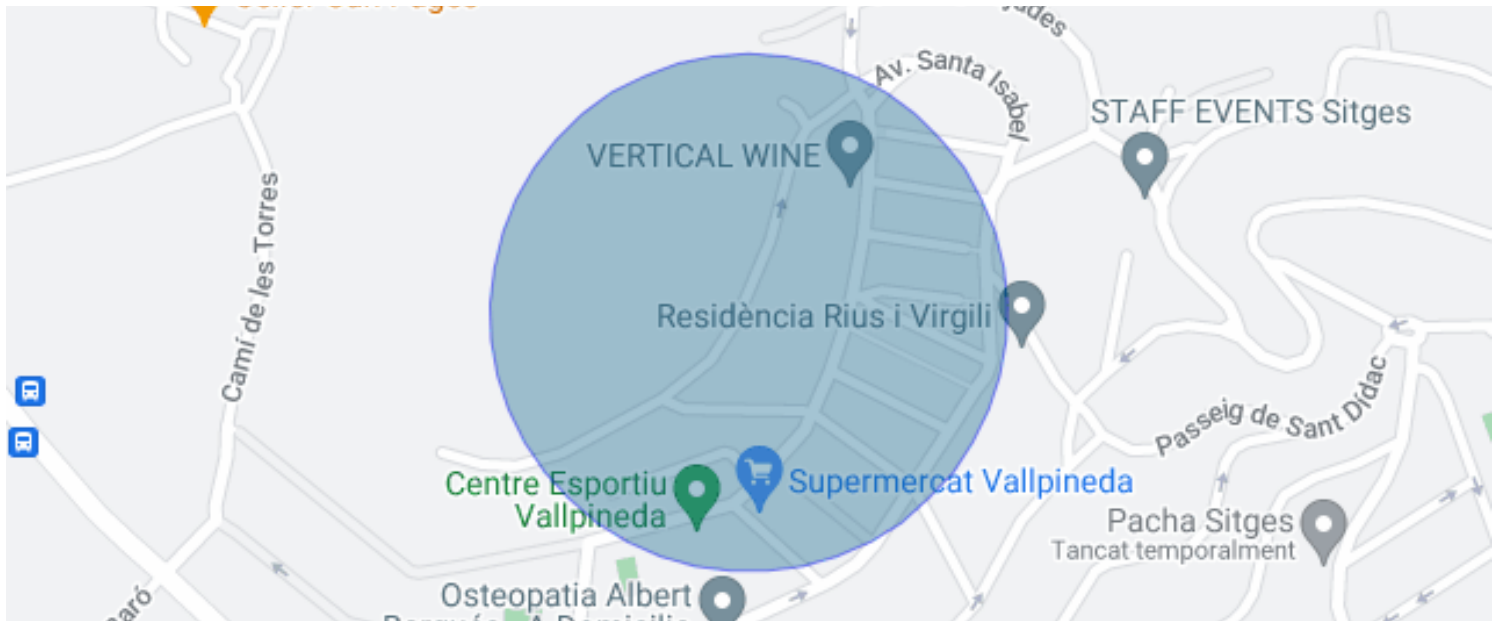 Av. Santa Isabel
STAFF EVENTS Sitges
VERTICAL WINE
Camí de les Torres
Residència Rius i Virgili
Passeig de Sant Dídac
Centre Esportiu
Vallpineda
Supermercat Vallpineda
Pacha Sitges
Tancat temporalment
Osteopatia Albert